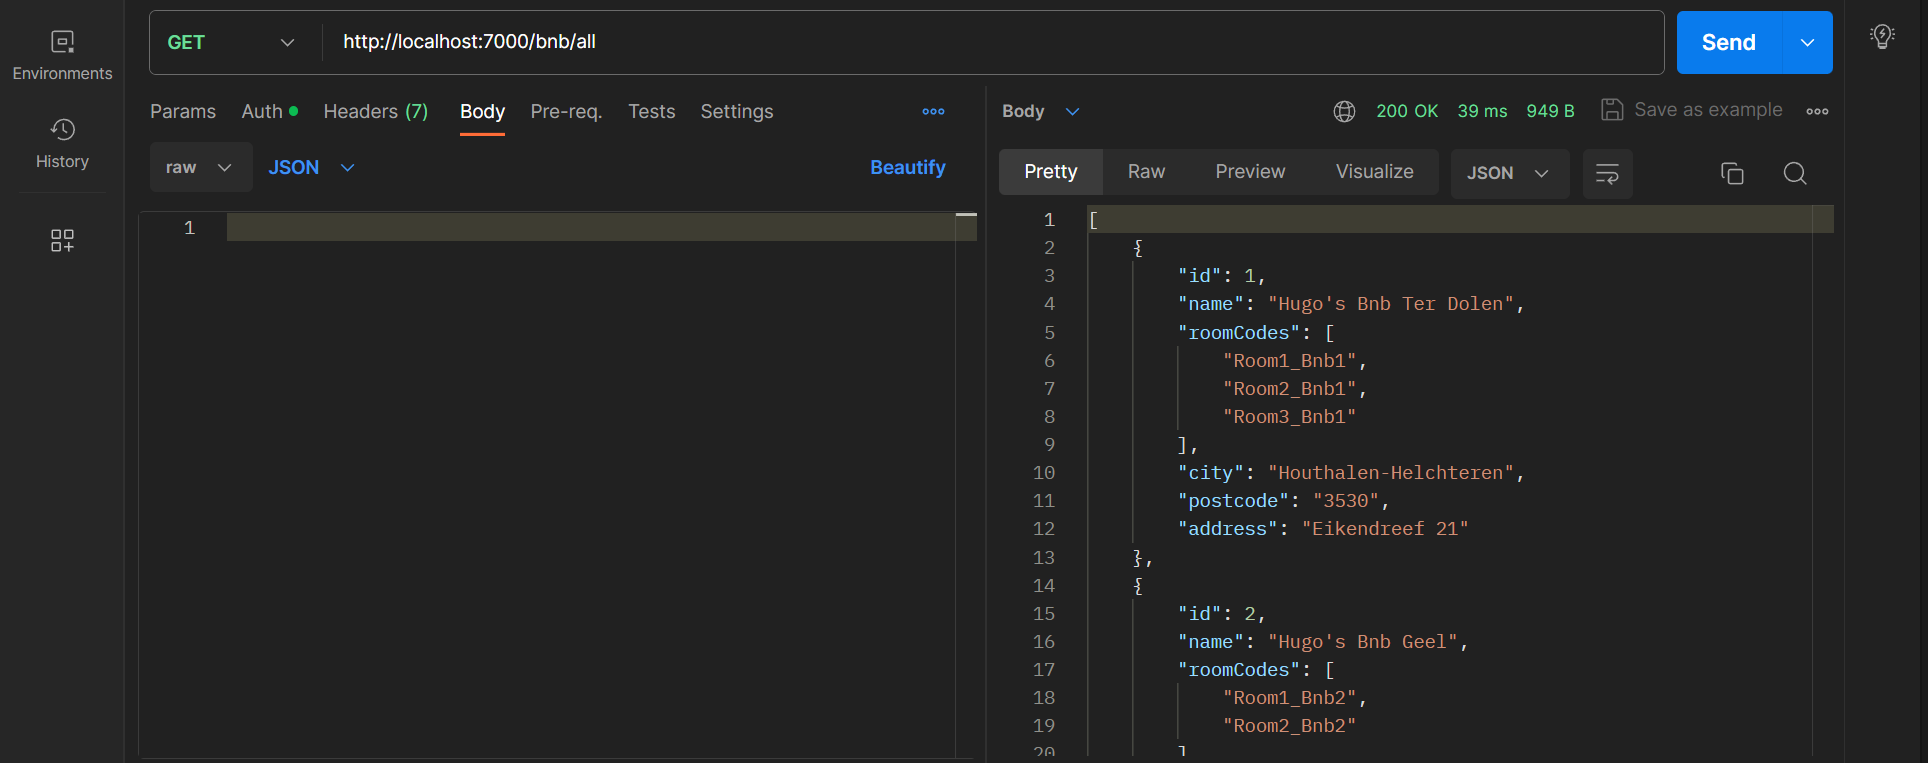 GET http://localhost:7000/bnb/all Send
Environments
History
Params Auth Headers (7) Body Pre-req. Tests Settings
raw JSON Beautify
1
Body 200 OK 39 ms 949 B Save as example
Pretty Raw Preview Visualize JSON
1 [
2 {
3 "id": 1,
4 "name": "Hugo's Bnb Ter Dolen",
5 "roomCodes": [
6 "Room1_Bnb1",
7 "Room2_Bnb1",
8 "Room3_Bnb1"
9 ],
10 "city": "Houthalen-Helchteren",
11 "postcode": "3530",
12 "address": "Eikendreef 21"
13 },
14 {
15 "id": 2,
16 "name": "Hugo's Bnb Geel",
17 "roomCodes": [
18 "Room1_Bnb2",
19 "Room2_Bnb2"
20 ]